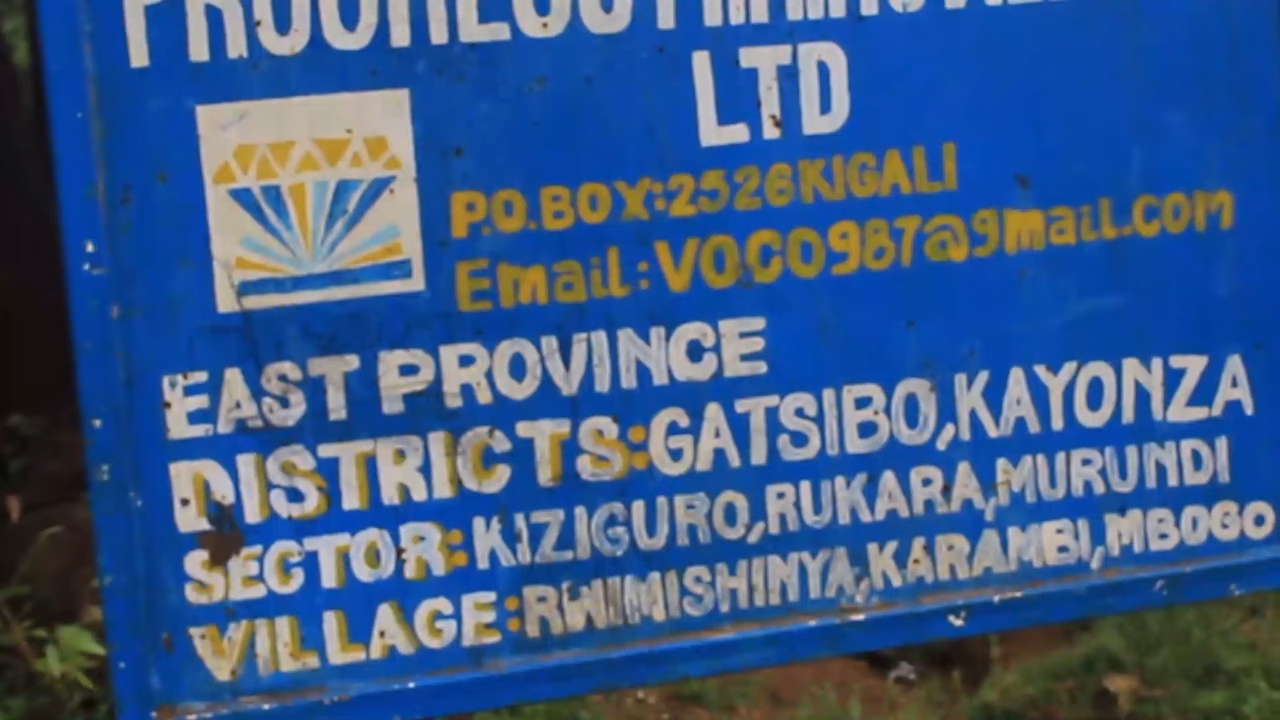 LTD
P.O.BOX:2526KIGALI
Email:VOCO987@gmail.com
EAST PROVINCE
DISTRICTS:GATSIBO,KAYONZA
SECTOR:KIZIGURO,RUKARA,MURUNDI
VILLAGE:RWIMISHINYA,KARAMBI,MBOGO